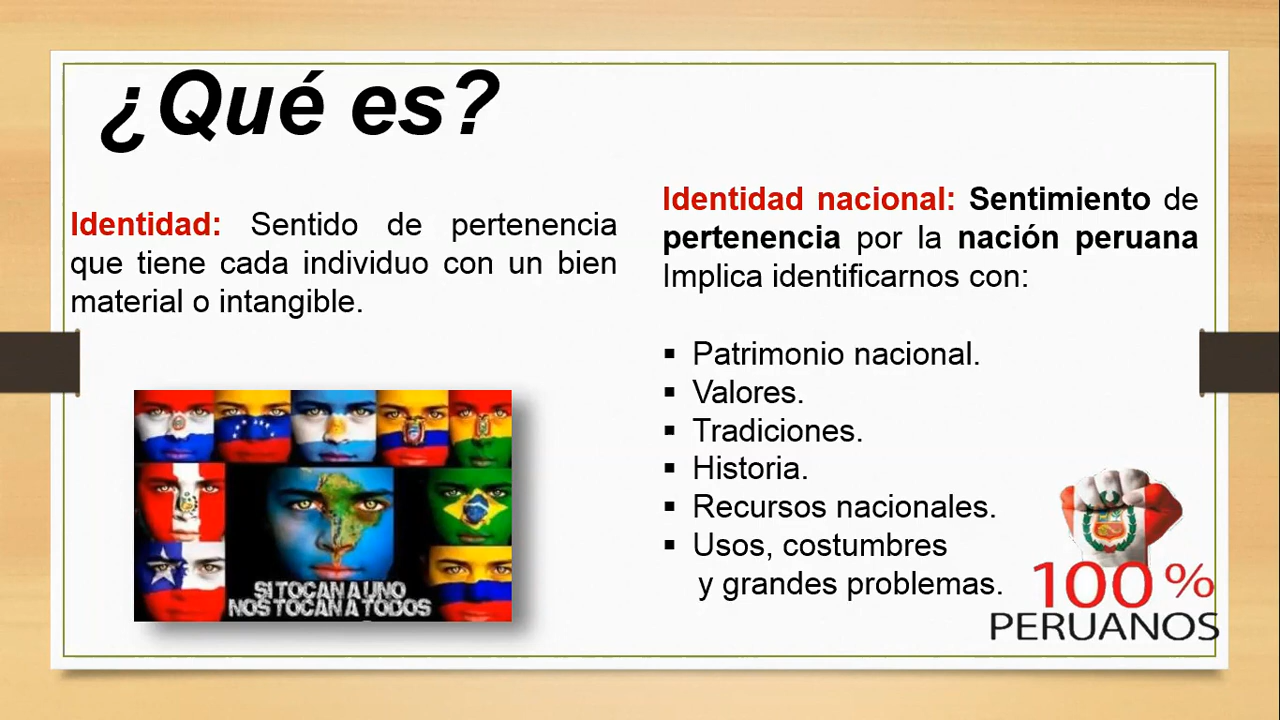 ¿Qué es?
Identidad: Sentido de pertenencia
que tiene cada individuo con un bien
material o intangible.
SI TOCAN A UNO
NOS TOCAN A TODOS
Identidad nacional: Sentimiento de
pertenencia por la nación peruana
Implica identificarnos con:
▪ Patrimonio nacional.
▪ Valores.
▪ Tradiciones.
▪ Historia.
▪ Recursos nacionales.
▪ Usos, costumbres
y grandes problemas.
100%
PERUANOS